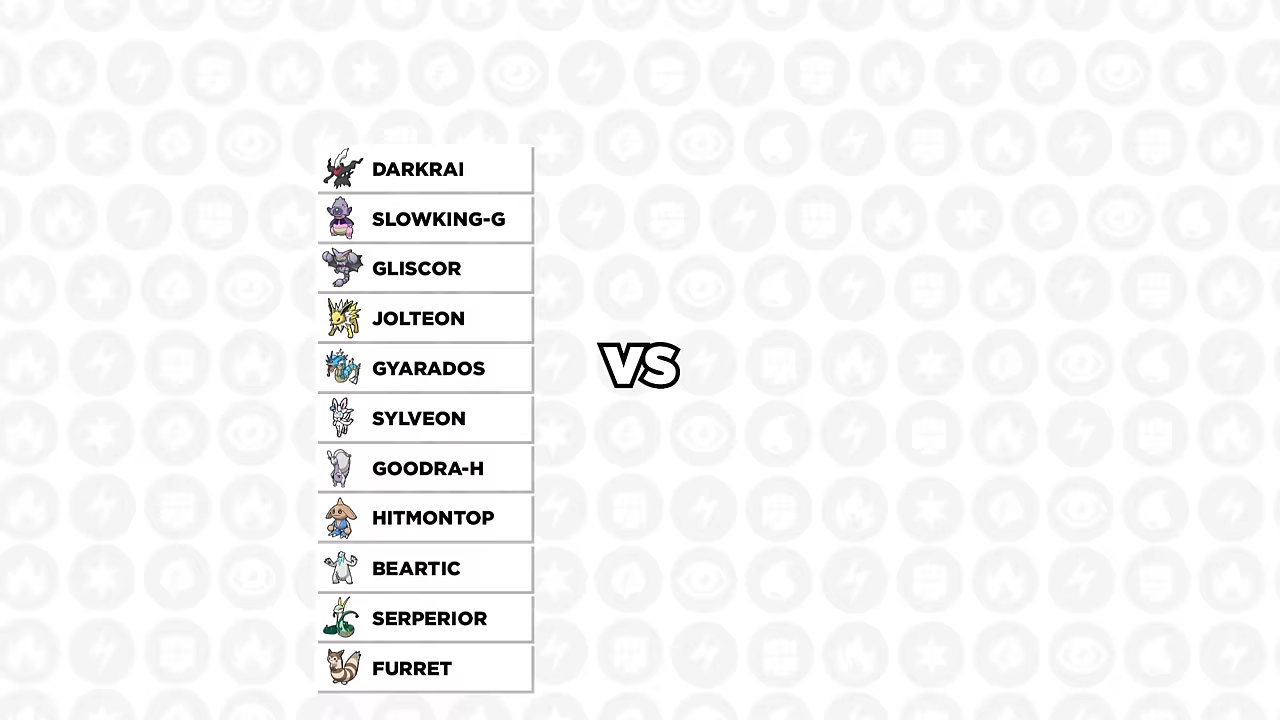 DARKRAI
SLOWKING-G
GLISCOR
JOLTEON
GYARADOS
VS
SYLVEON
GOODRA-H
HITMONTOP
BEARTIC
SERPERIOR
FURRET